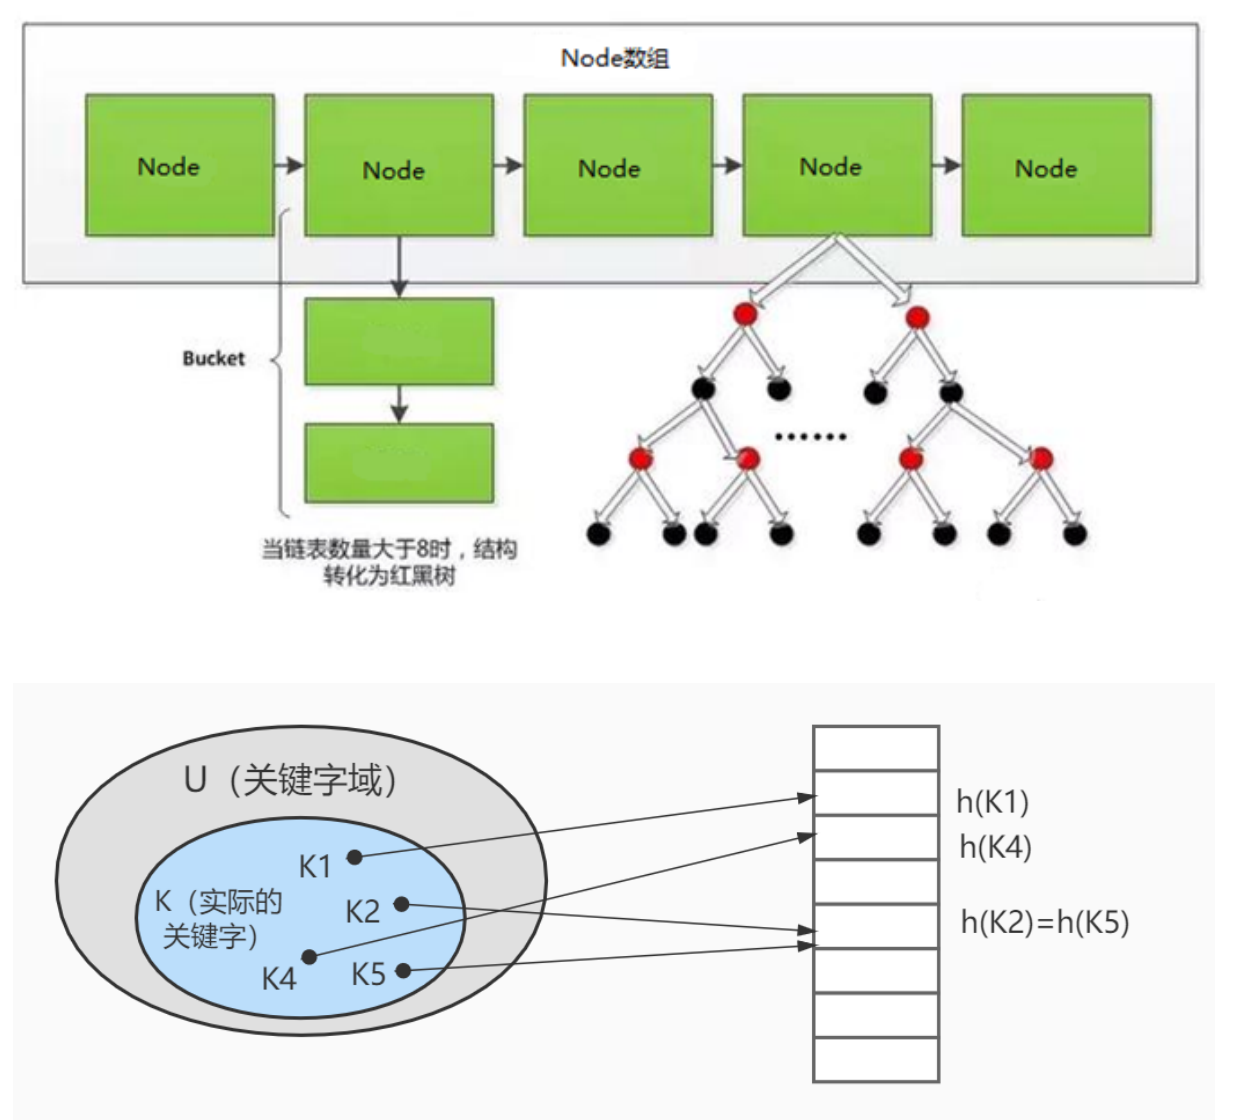 Node数组
Node
Node
Node
Node
Node
Bucket
当链表数量大于8时，结构
转化为红黑树
U（关键字域）
K1
K（实际的
关键字）
K2
K4
K5
h(K1)
h(K4)
h(K2)=h(K5)